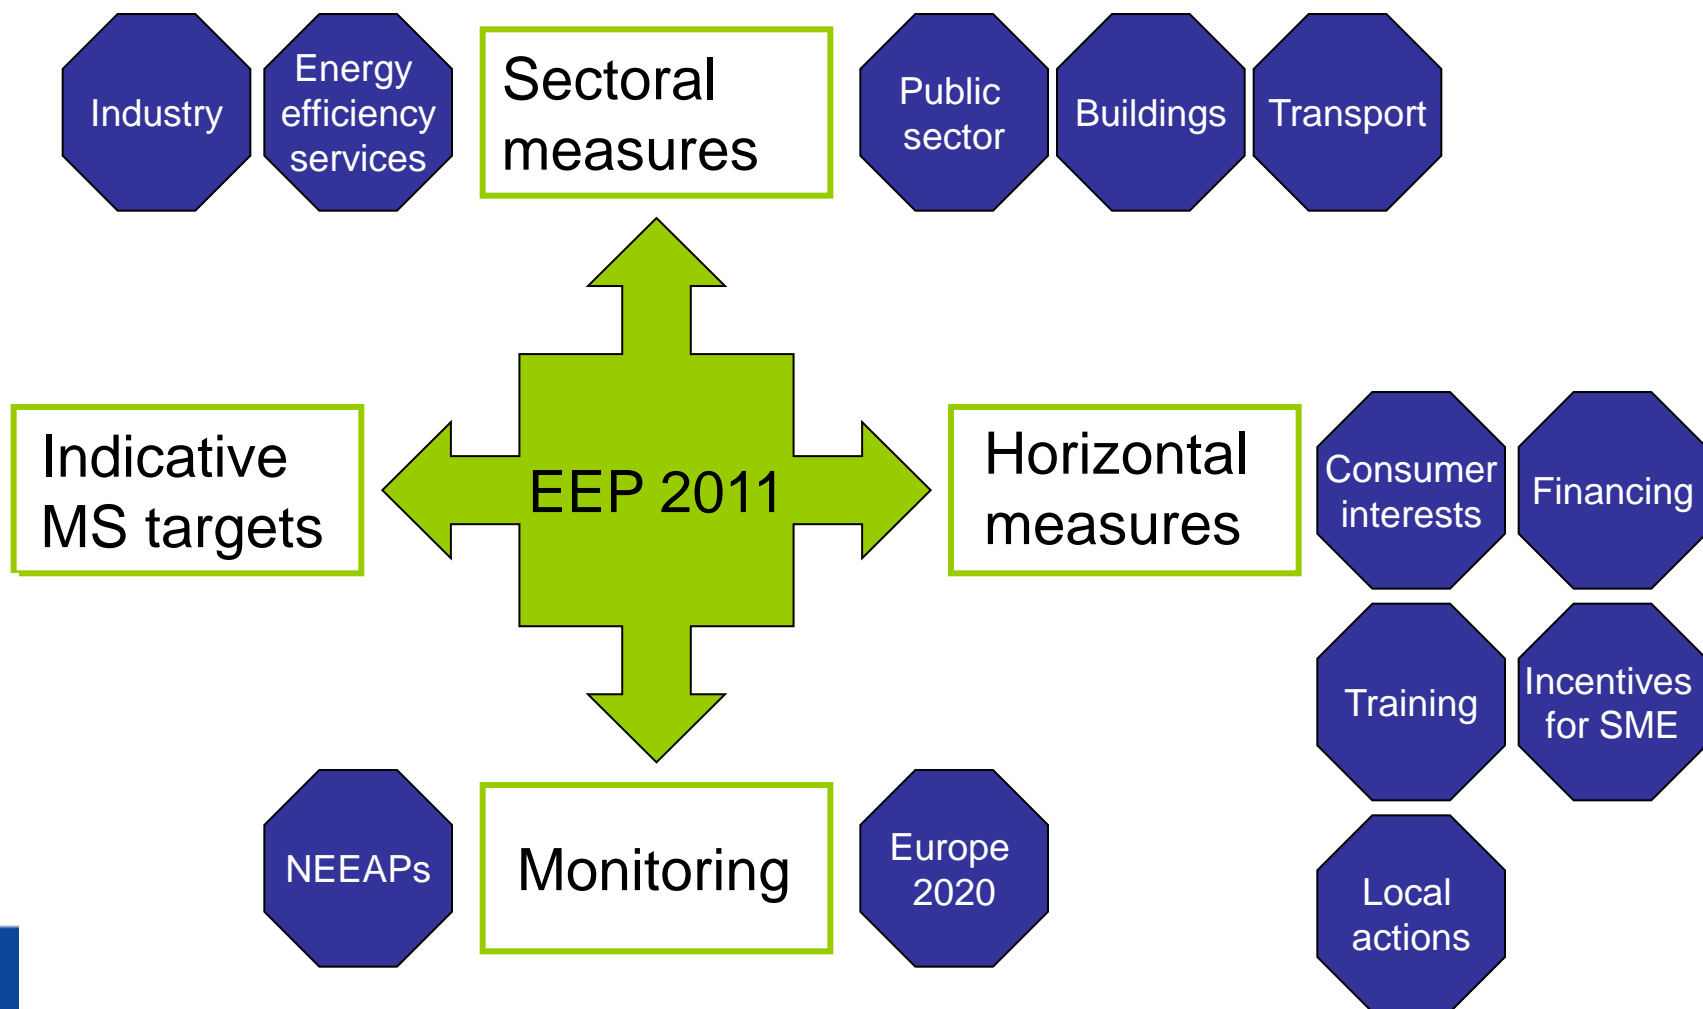 Industry
Energy
efficiency
services
Sectoral
measures
Public
sector
Buildings
Transport
Indicative
MS targets
EEP 2011
Horizontal
measures
Consumer
interests
Financing
Training
Incentives
for SME
NEEAPs
Monitoring
Europe
2020
Local
actions